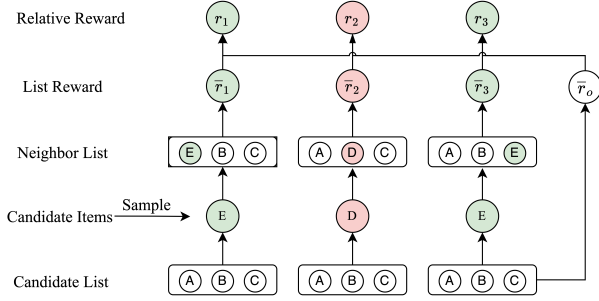 Relative Reward r₁ r₂ r₃
List Reward r̅₁ r̅₂ r̅₃ r̅ₒ
Neighbor List E B C A D C A B E
Sample
Candidate Items E D E
Candidate List A B C A B C A B C